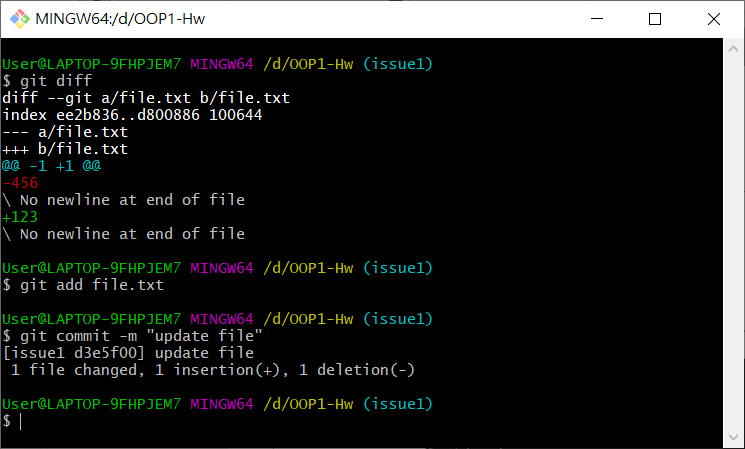 MINGW64:/d/OOP1-Hw
User@LAPTOP-9FHPJEM7 MINGW64 /d/OOP1-Hw (issue1)
$ git diff
diff --git a/file.txt b/file.txt
index ee2b836..d800886 100644
--- a/file.txt
+++ b/file.txt
@@ -1 +1 @@
-456
\ No newline at end of file
+123
\ No newline at end of file
User@LAPTOP-9FHPJEM7 MINGW64 /d/OOP1-Hw (issue1)
$ git add file.txt
User@LAPTOP-9FHPJEM7 MINGW64 /d/OOP1-Hw (issue1)
$ git commit -m "update file"
[issue1 d3e5f00] update file
 1 file changed, 1 insertion(+), 1 deletion(-)
User@LAPTOP-9FHPJEM7 MINGW64 /d/OOP1-Hw (issue1)
$